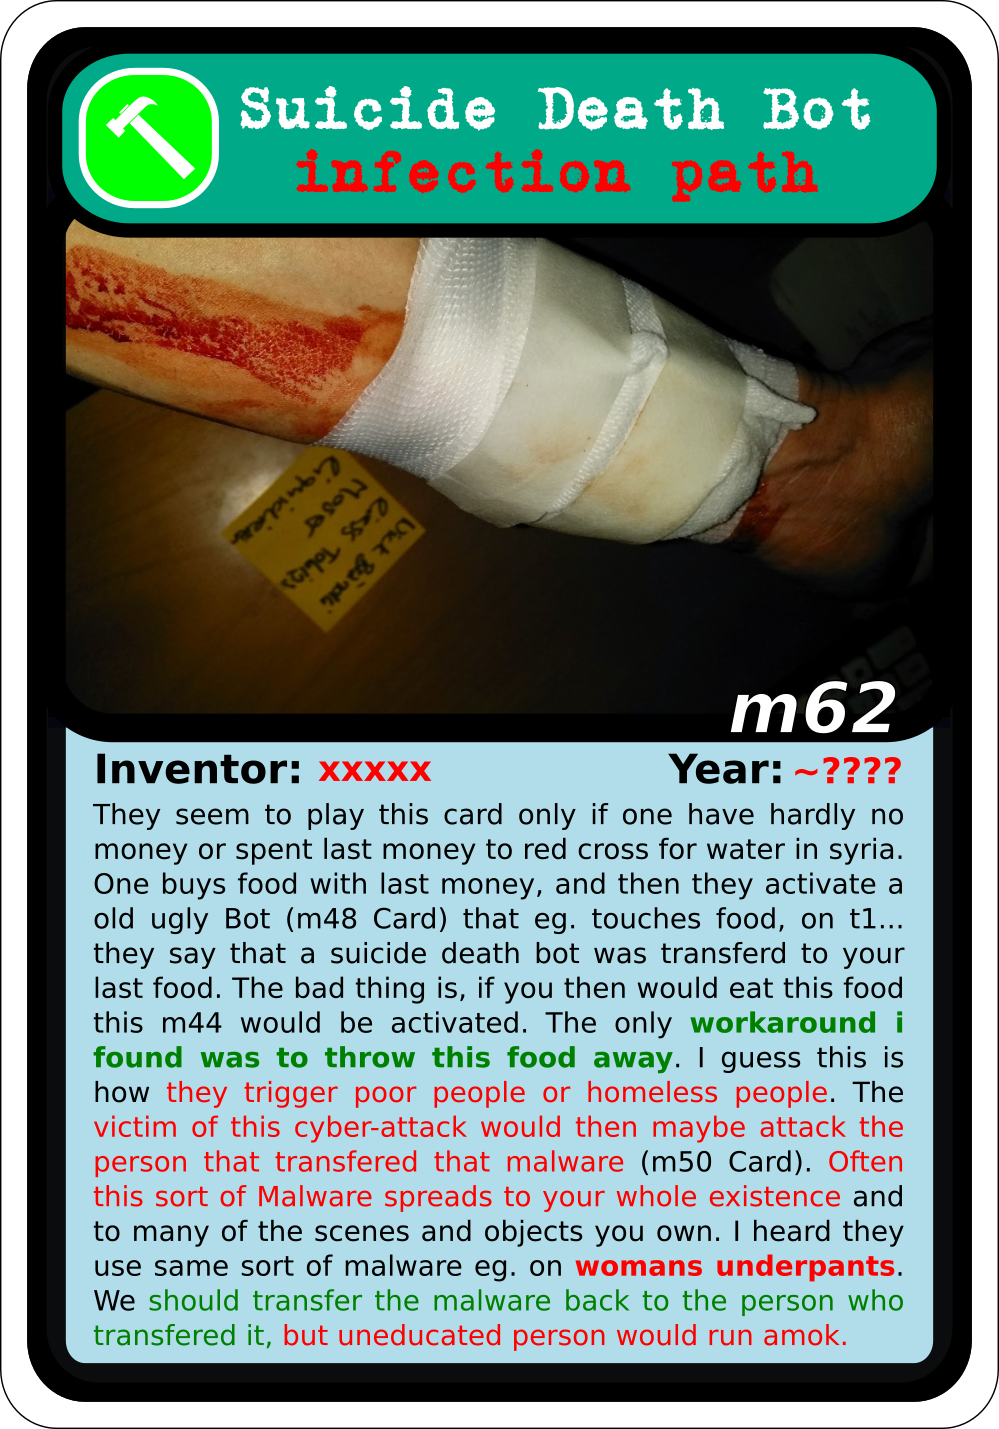 Suicide Death Bot
infection path
m62
Inventor: xxxxx Year: ~????
They seem to play this card only if one have hardly no
money or spent last money to red cross for water in syria.
One buys food with last money, and then they activate a
old ugly Bot (m48 Card) that eg. touches food, on t1...
they say that a suicide death bot was transferd to your
last food. The bad thing is, if you then would eat this food
this m44 would be activated. The only workaround i
found was to throw this food away. I guess this is
how they trigger poor people or homeless people. The
victim of this cyber-attack would then maybe attack the
person that transfered that malware (m50 Card). Often
this sort of Malware spreads to your whole existence and
to many of the scenes and objects you own. I heard they
use same sort of malware eg. on womans underpants.
We should transfer the malware back to the person who
transfered it, but uneducated person would run amok.